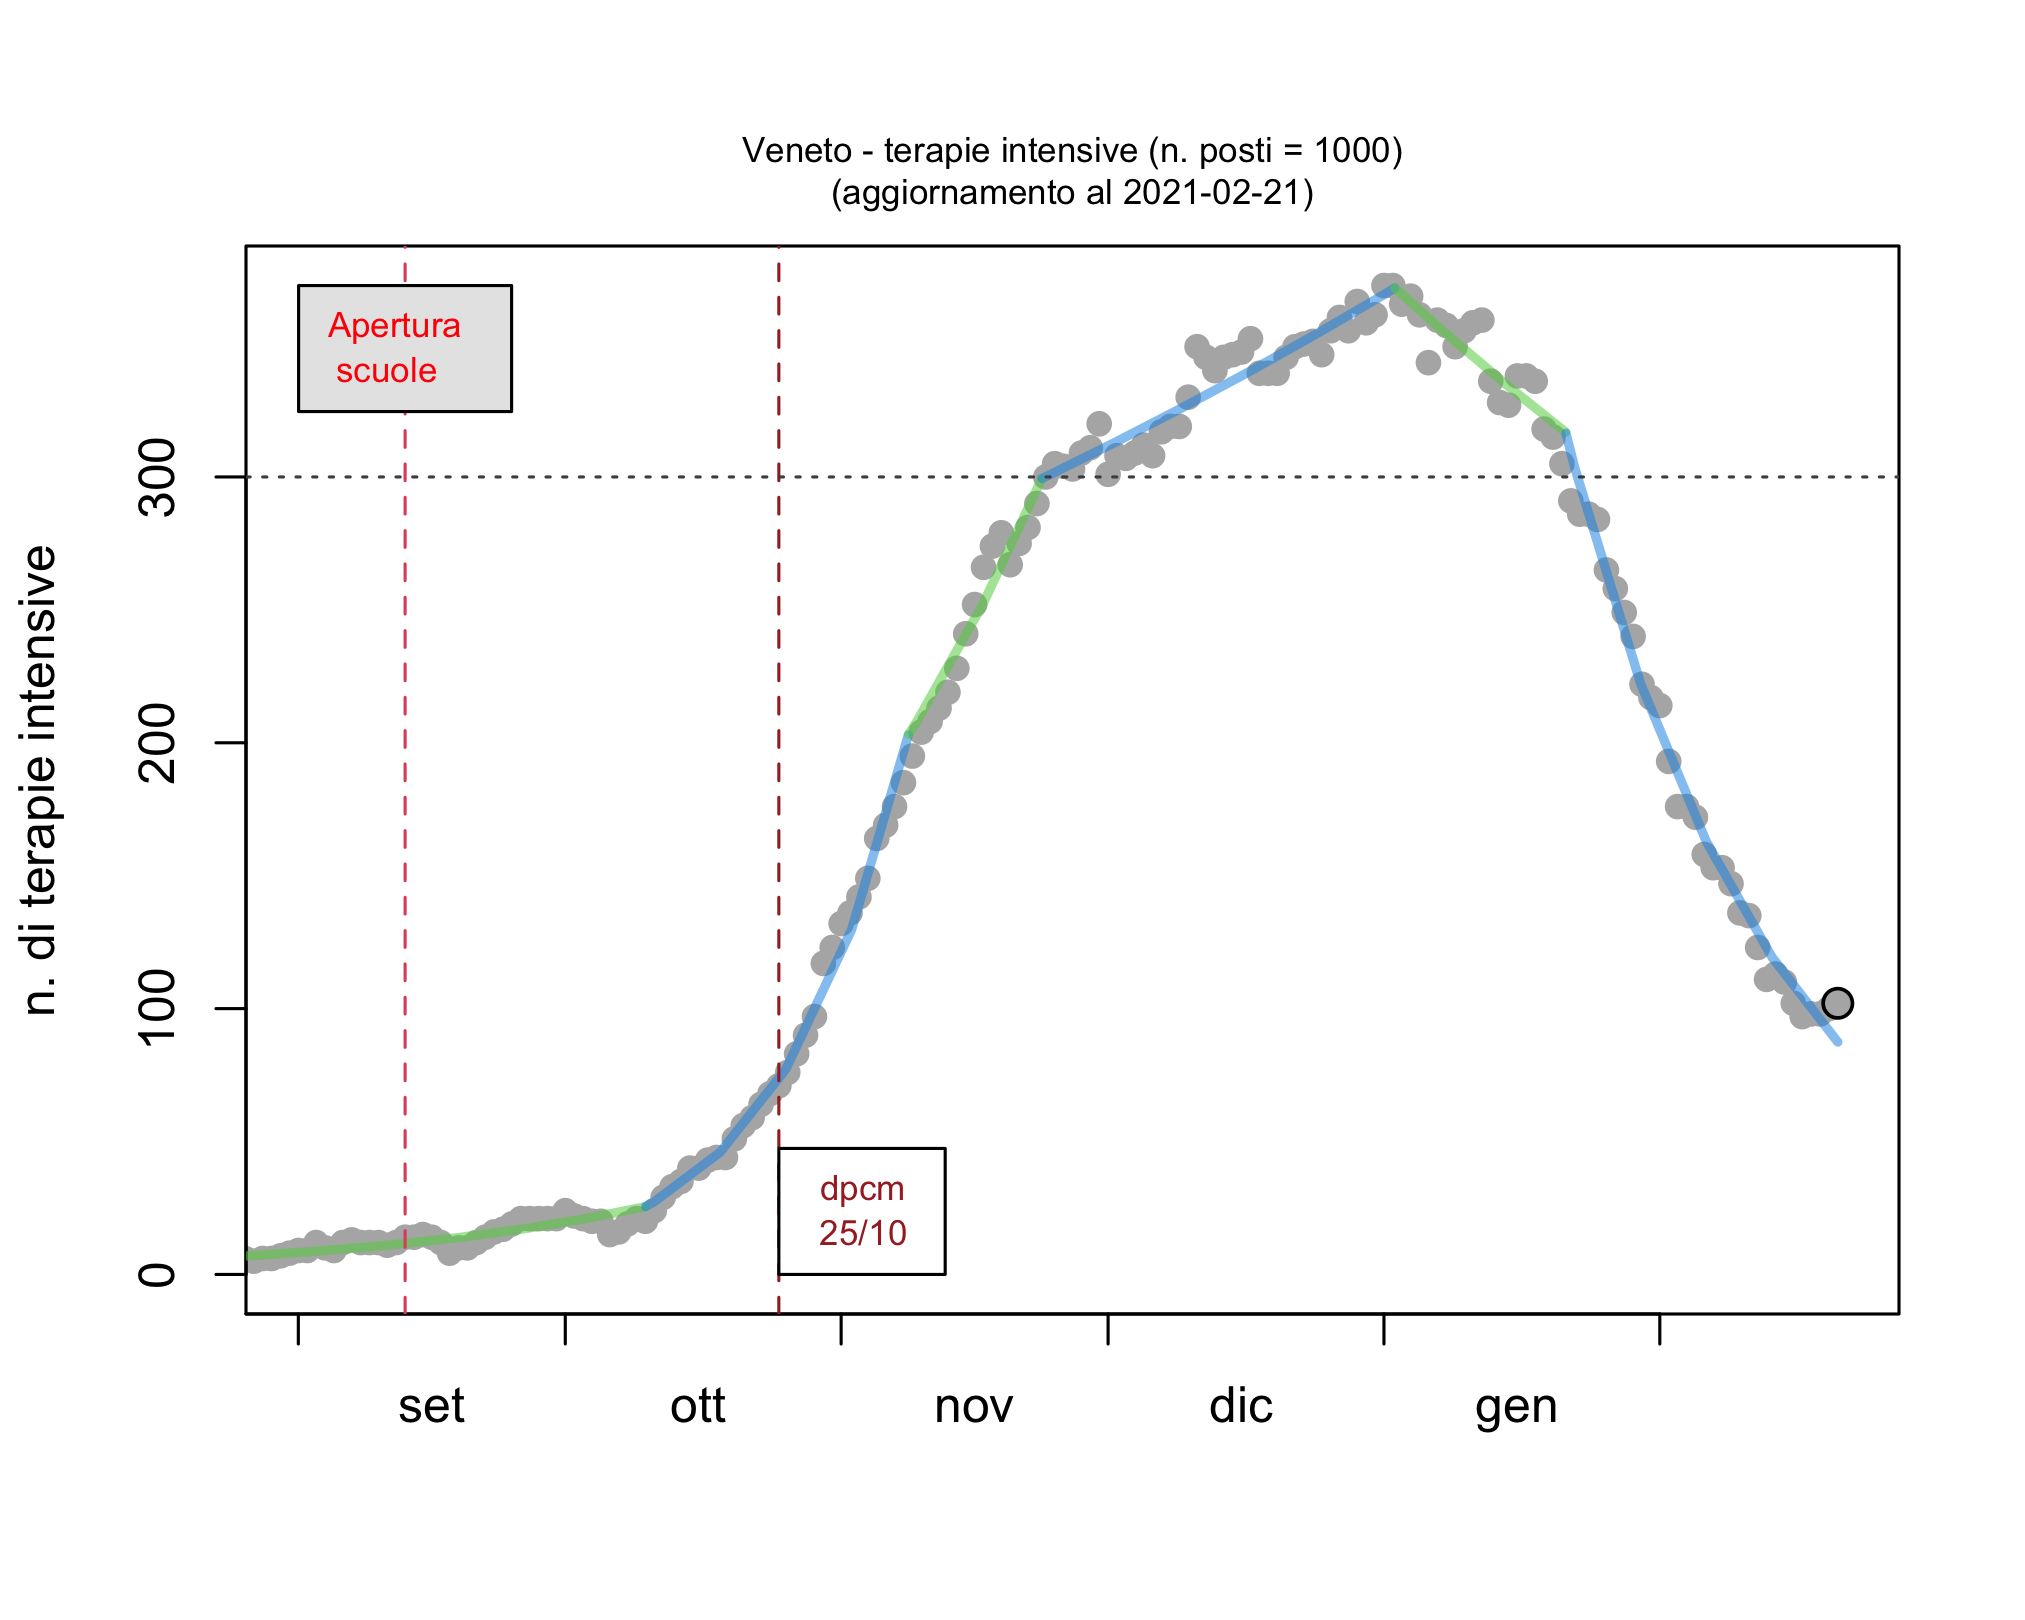 Veneto - terapie intensive (n. posti = 1000)
(aggiornamento al 2021-02-21)
Apertura
scuole
n. di terapie intensive
300
200
100
0
dpcm
25/10
set ott nov dic gen